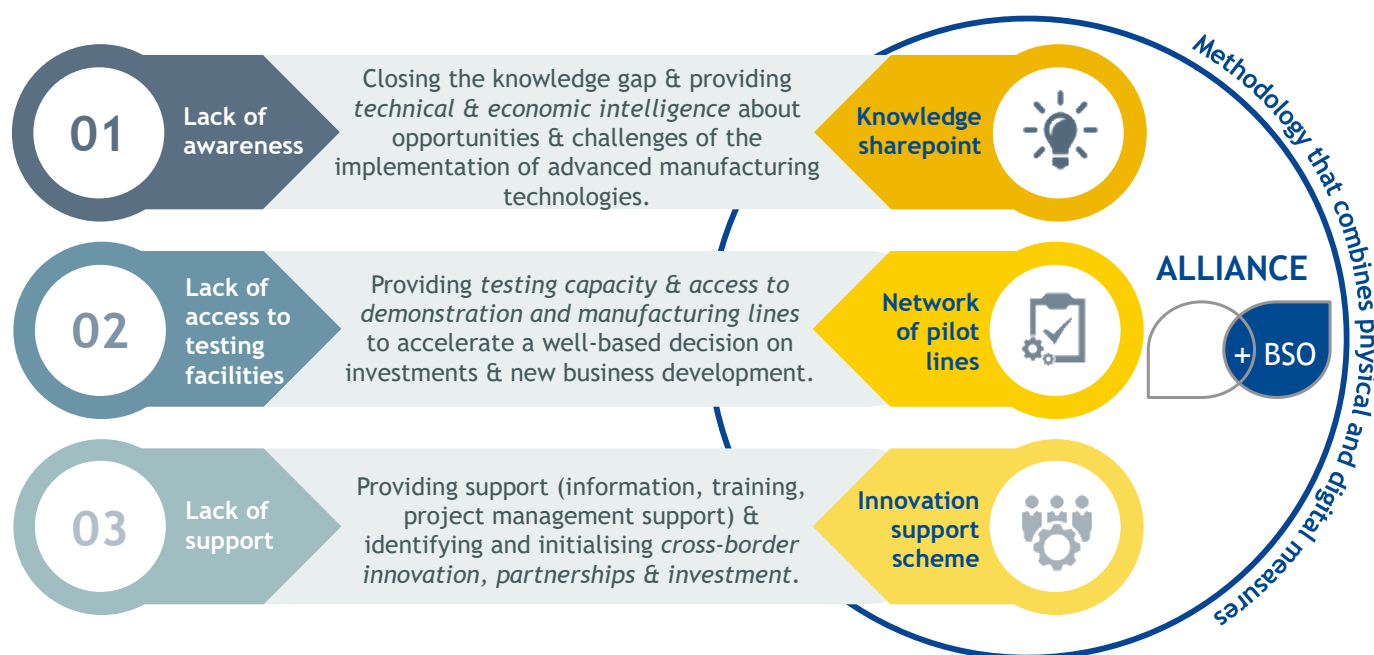 01
Lack of
awareness
Closing the knowledge gap & providing
technical & economic intelligence about
opportunities & challenges of the
implementation of advanced manufacturing
technologies.
Knowledge
sharepoint
02
Lack of
access to
testing
facilities
Providing testing capacity & access to
demonstration and manufacturing lines
to accelerate a well-based decision on
investments & new business development.
Network
of pilot
lines
03
Lack of
support
Providing support (information, training,
project management support) &
identifying and initialising cross-border
innovation, partnerships & investment.
Innovation
support
scheme
ALLIANCE
+ BSO
Methodology that combines physical and digital measures